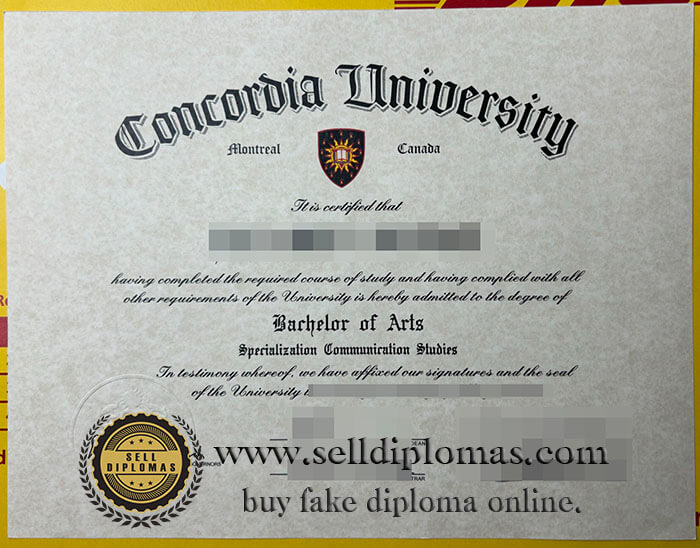 Concordia University
Montreal Canada
It is certified that
having completed the required course of study and having complied with all
other requirements of the University is hereby admitted to the degree of
Bachelor of Arts
Specialization Communication Studies
In testimony whereof, we have affixed our signatures and the seal
of the University
SELL
DIPLOMAS
www.selldiplomas.com
buy fake diploma online.